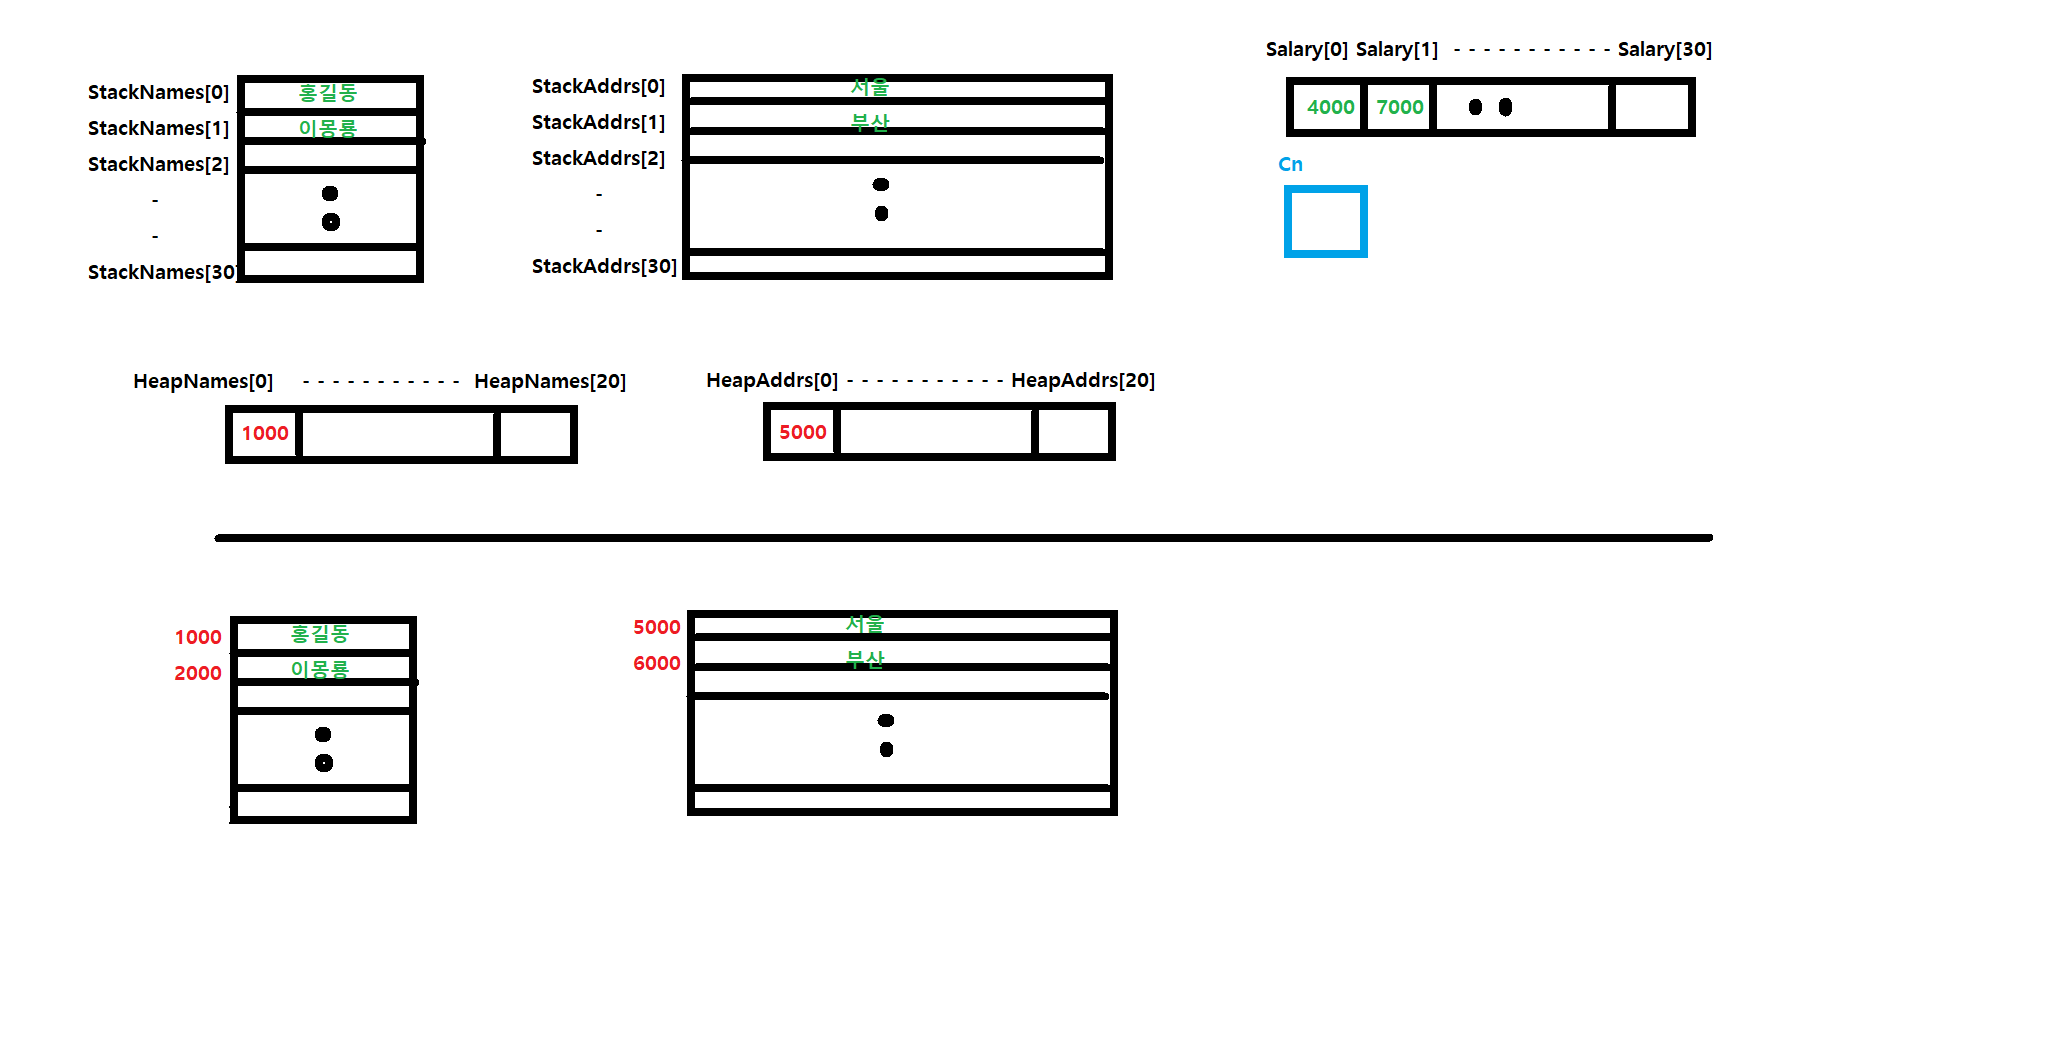 Salary[0] Salary[1] - - - - - - - - - - - Salary[30]
StackNames[0] 홍길동
StackNames[1] 이몽룡
StackNames[2]
-
-
StackNames[30]
StackAddrs[0] 서울
StackAddrs[1] 부산
StackAddrs[2]
-
-
StackAddrs[30]
4000 7000
Cn
HeapNames[0] - - - - - - - - - - - HeapNames[20]
1000
HeapAddrs[0] - - - - - - - - - - - HeapAddrs[20]
5000
1000 홍길동
2000 이몽룡
5000 서울
6000 부산